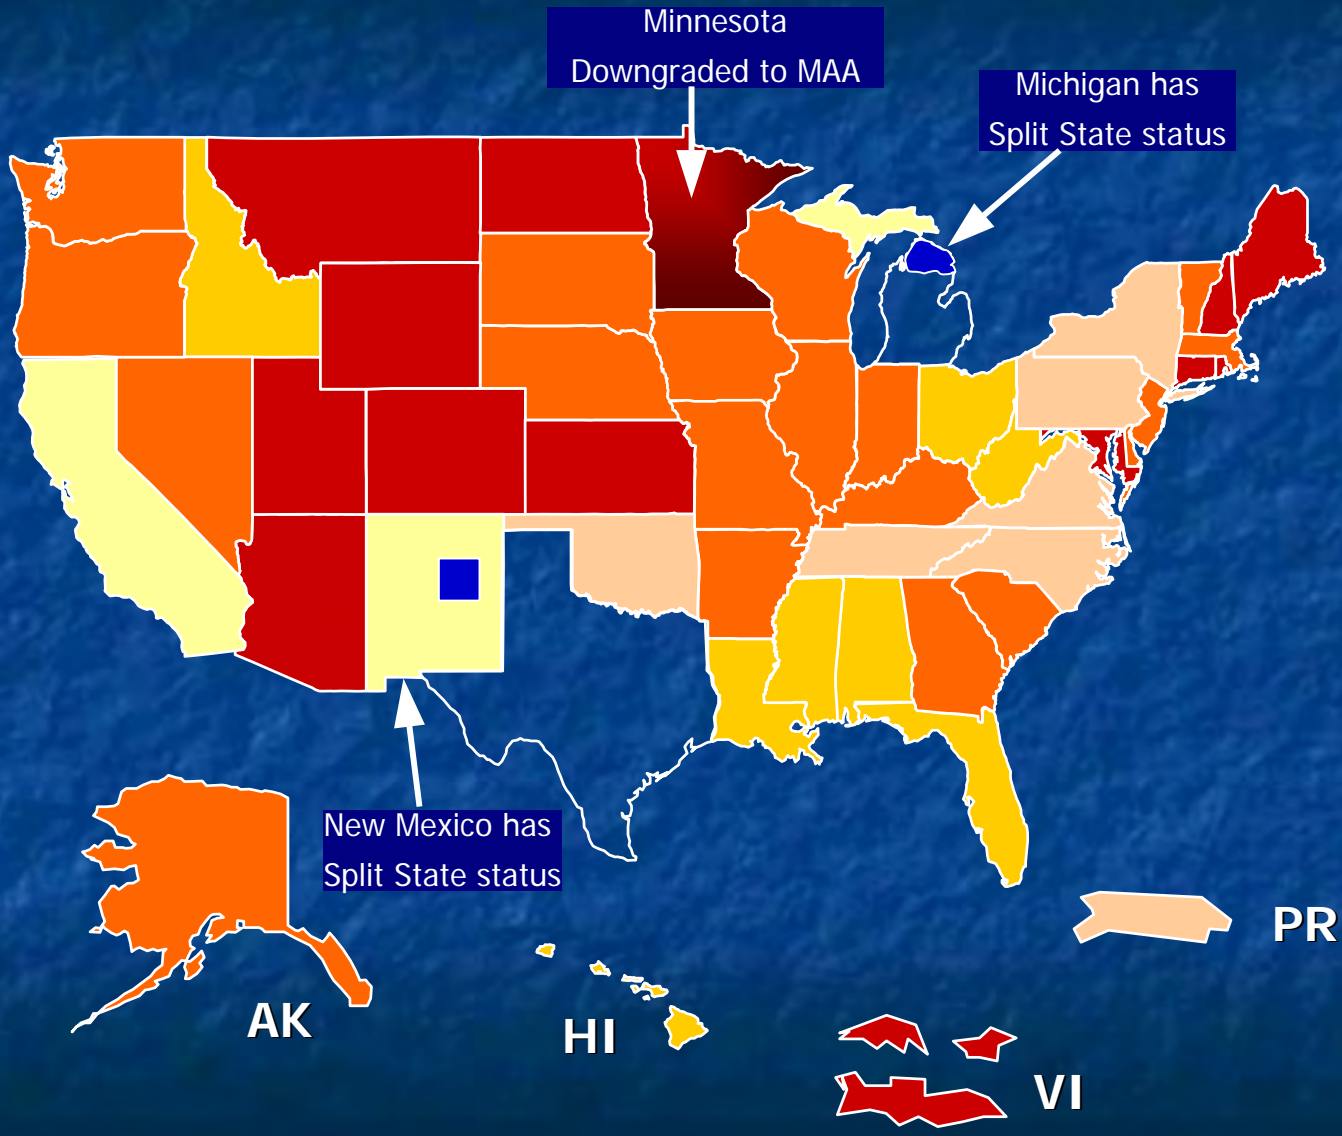 Minnesota
Downgraded to MAA
Michigan has
Split State status
New Mexico has
Split State status
AK
HI
PR
VI